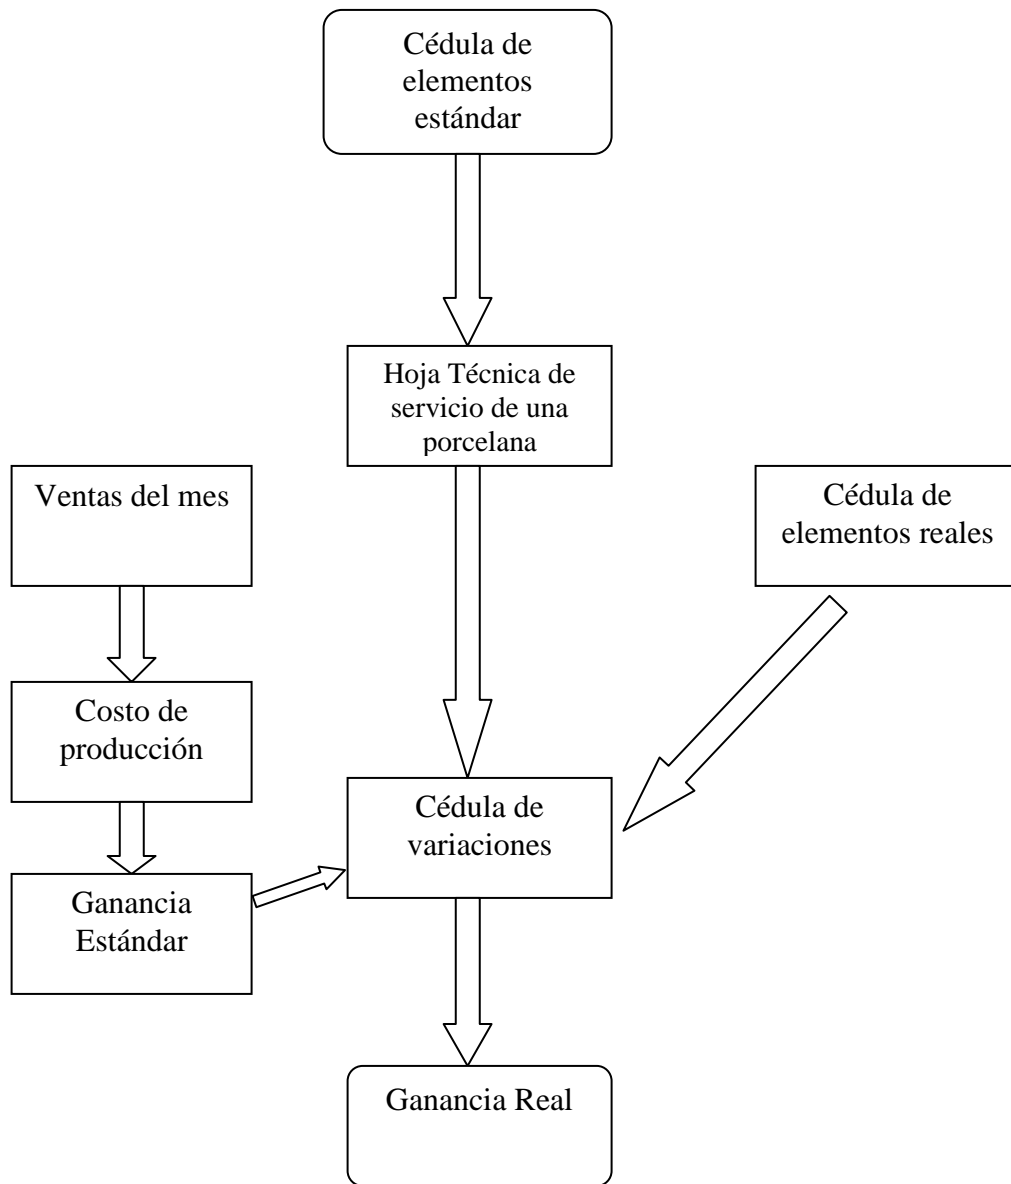 Cédula de
elementos
estándar
Hoja Técnica de
servicio de una
porcelana
Ventas del mes
Cédula de
elementos reales
Costo de
producción
Cédula de
variaciones
Ganancia
Estándar
Ganancia Real